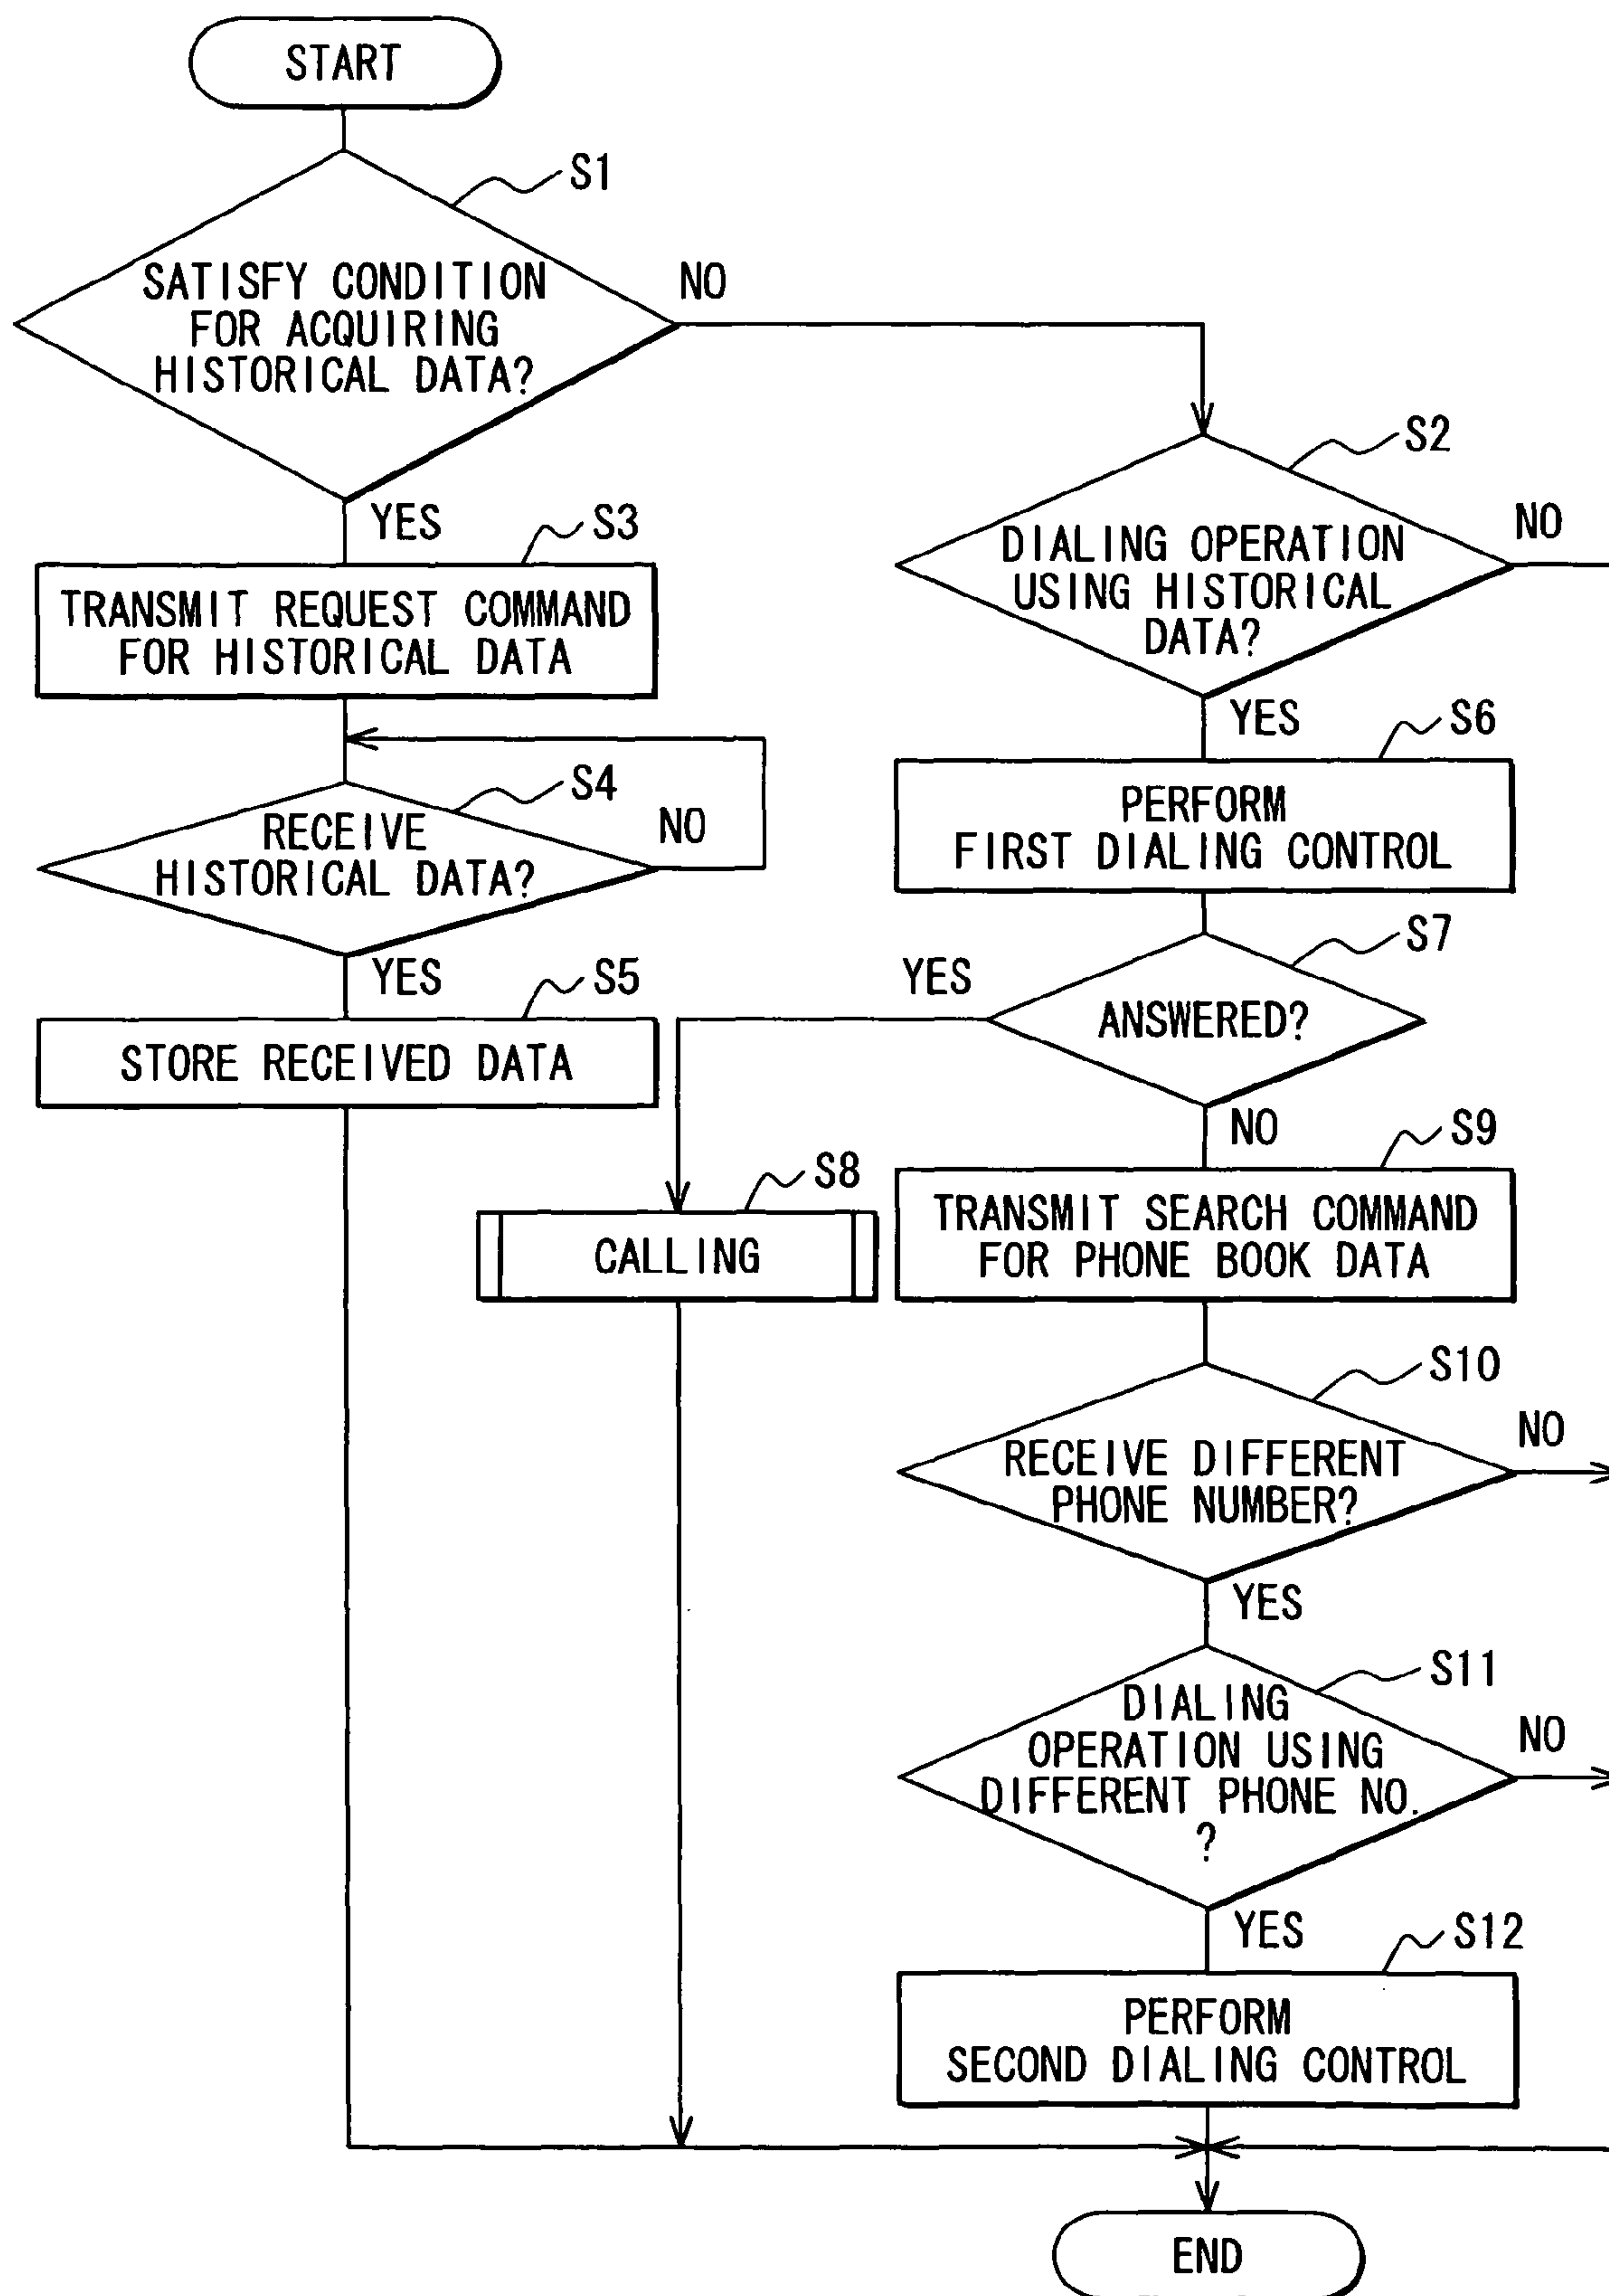 START
S1
SATISFY CONDITION
FOR ACQUIRING
HISTORICAL DATA?
NO
YES
S3
TRANSMIT REQUEST COMMAND
FOR HISTORICAL DATA
S4
RECEIVE
HISTORICAL DATA?
NO
YES
S5
STORE RECEIVED DATA
S2
DIALING OPERATION
USING HISTORICAL
DATA?
NO
YES
S6
PERFORM
FIRST DIALING CONTROL
S7
ANSWERED?
YES
NO
S8
CALLING
S9
TRANSMIT SEARCH COMMAND
FOR PHONE BOOK DATA
S10
RECEIVE DIFFERENT
PHONE NUMBER?
NO
YES
S11
DIALING
OPERATION USING
DIFFERENT PHONE NO.
?
NO
YES
S12
PERFORM
SECOND DIALING CONTROL
END